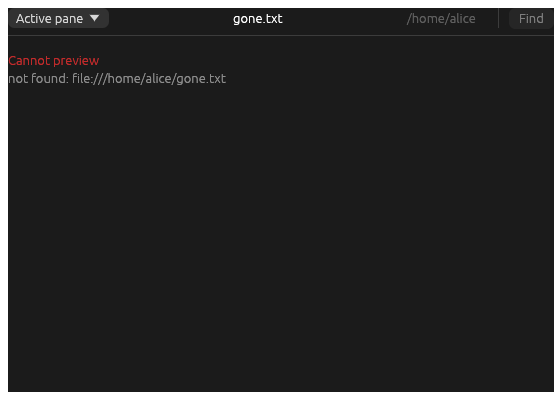 Active pane ▼ gone.txt /home/alice Find
Cannot preview
not found: file:///home/alice/gone.txt